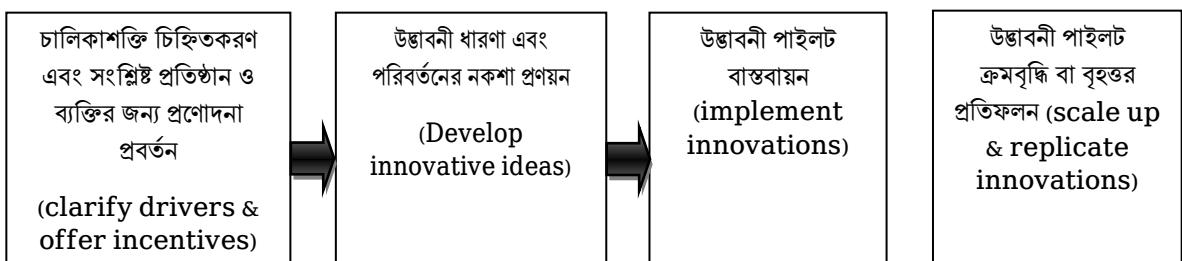 চালিকাশক্তি চিহ্নিতকরণ
এবং সংশ্লিষ্ট প্রতিষ্ঠান ও
ব্যক্তির জন্য প্রণোদনা
প্রবর্তন
(clarify drivers &
offer incentives)
উদ্ভাবনী ধারণা এবং
পরিবর্তনের নকশা প্রণয়ন
(Develop
innovative ideas)
উদ্ভাবনী পাইলট
বাস্তবায়ন
(implement
innovations)
উদ্ভাবনী পাইলট
ক্রমবৃদ্ধি বা বৃহত্তর
প্রতিফলন (scale up
& replicate
innovations)